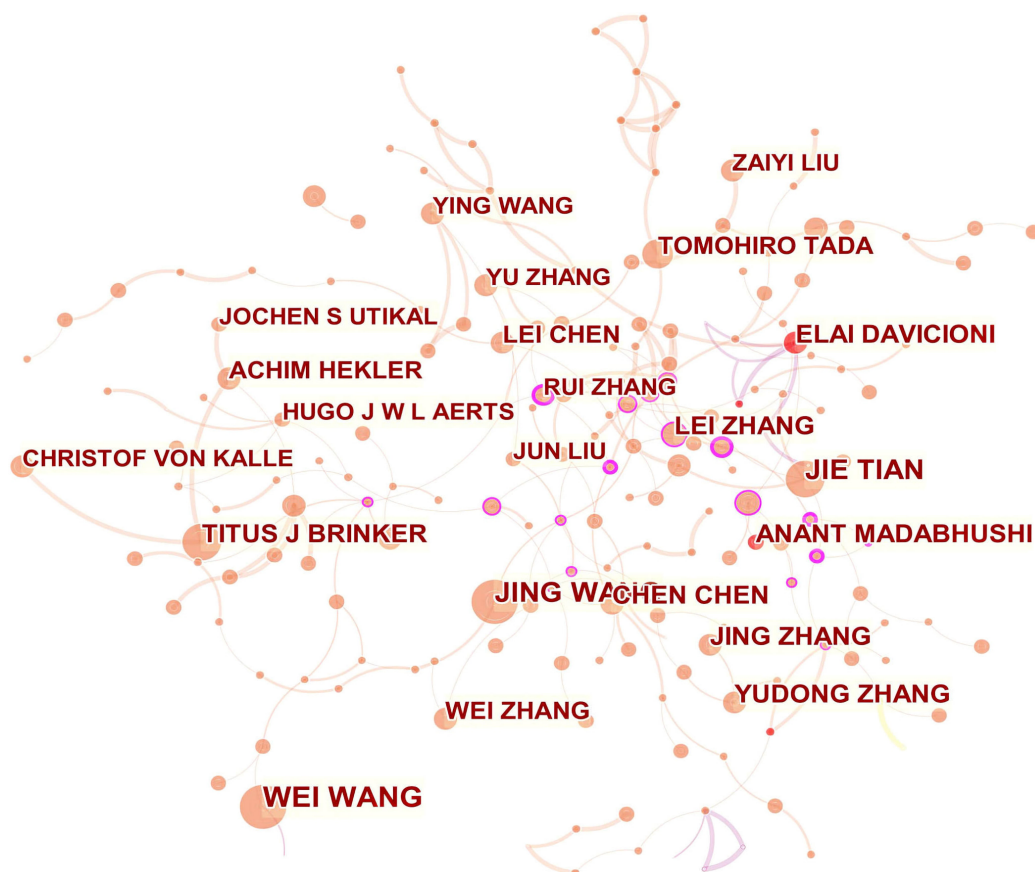 ZAIYI LIU
YING WANG
TOMOHIRO TADA
YU ZHANG
JOCHEN S UTIKAL
LEI CHEN
ELAI DAVICIONI
ACHIM HEKLER
RUI ZHANG
HUGO J W L AERTS
LEI ZHANG
JUN LIU
CHRISTOF VON KALLE
JIE TIAN
TITUS J BRINKER
ANANT MADABHUSHI
JING WANG
CHEN CHEN
JING ZHANG
YUDONG ZHANG
WEI ZHANG
WEI WANG